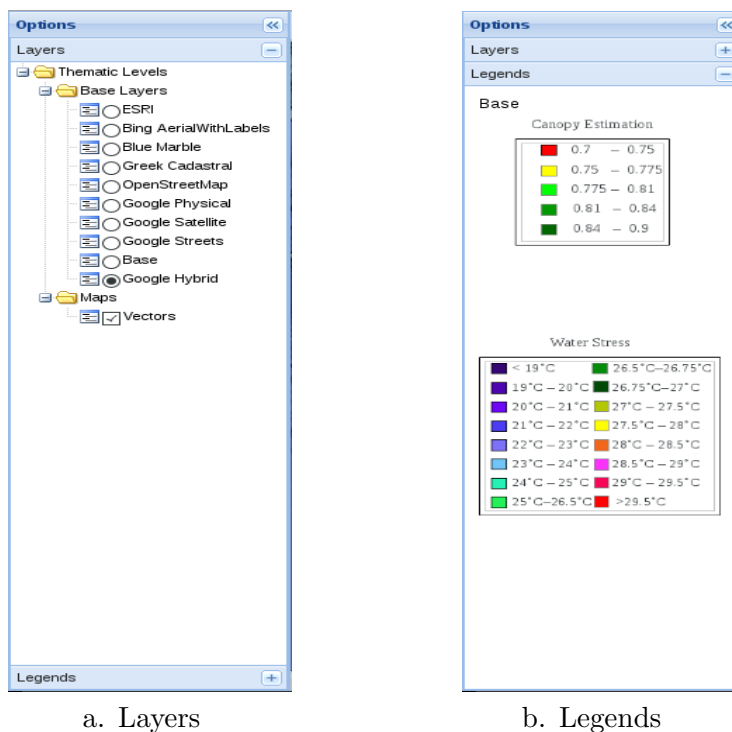 Options
Layers
Thematic Levels
Base Layers
ESRI
Bing AerialWithLabels
Blue Marble
Greek Cadastral
OpenStreetMap
Google Physical
Google Satellite
Google Streets
Base
Google Hybrid
Maps
Vectors
Legends
a. Layers
Options
Layers
Legends
Base
Canopy Estimation
0.7 – 0.75
0.75 – 0.775
0.775 – 0.81
0.81 – 0.84
0.84 – 0.9
Water Stress
< 19°C 26.5°C–26.75°C
19°C – 20°C 26.75°C–27°C
20°C – 21°C 27°C – 27.5°C
21°C – 22°C 27.5°C – 28°C
22°C – 23°C 28°C – 28.5°C
23°C – 24°C 28.5°C – 29°C
24°C – 25°C 29°C – 29.5°C
25°C–26.5°C >29.5°C
b. Legends